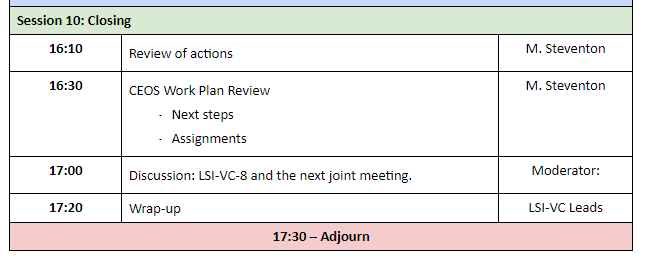 Session 10: Closing
16:10 Review of actions M. Steventon
16:30 CEOS Work Plan Review M. Steventon
- Next steps
- Assignments
17:00 Discussion: LSI-VC-8 and the next joint meeting. Moderator:
17:20 Wrap-up LSI-VC Leads
17:30 – Adjourn